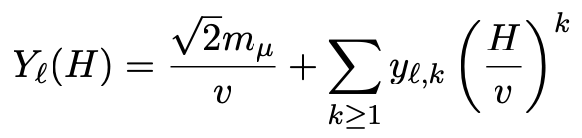 $Y_{\ell}(H) = \frac{\sqrt{2}m_{\mu}}{v} + \sum_{k \geq 1} y_{\ell,k} \left( \frac{H}{v} \right)^{k}$